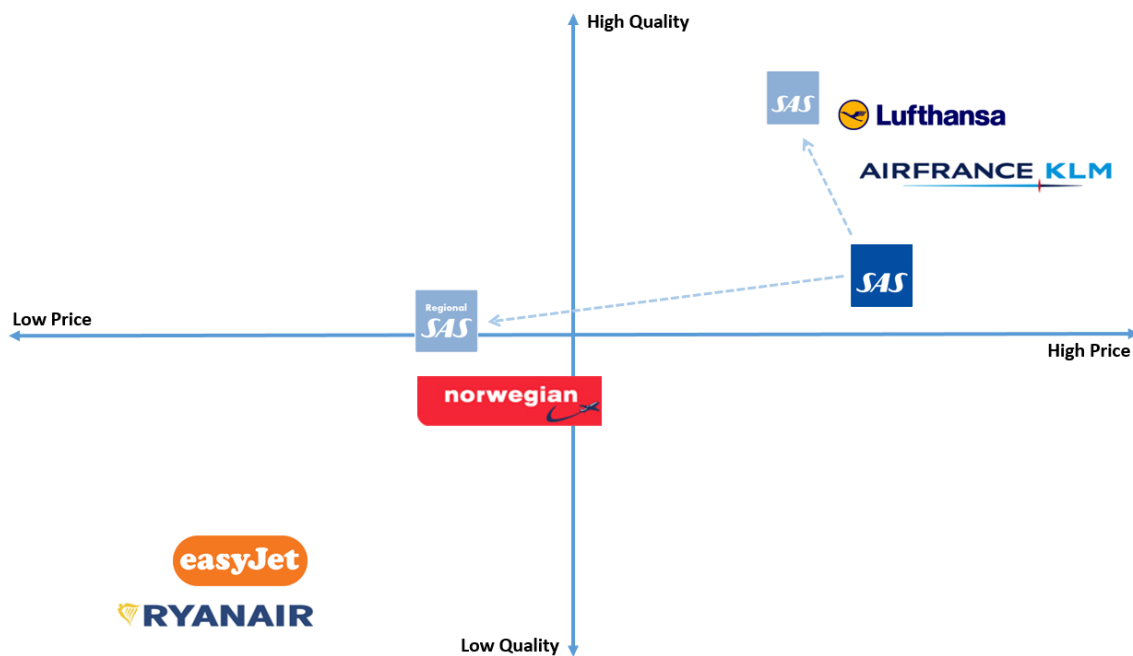 High Quality
SAS
Lufthansa
AIRFRANCE KLM
SAS
Regional
SAS
Low Price
High Price
norwegian
easyJet
RYANAIR
Low Quality